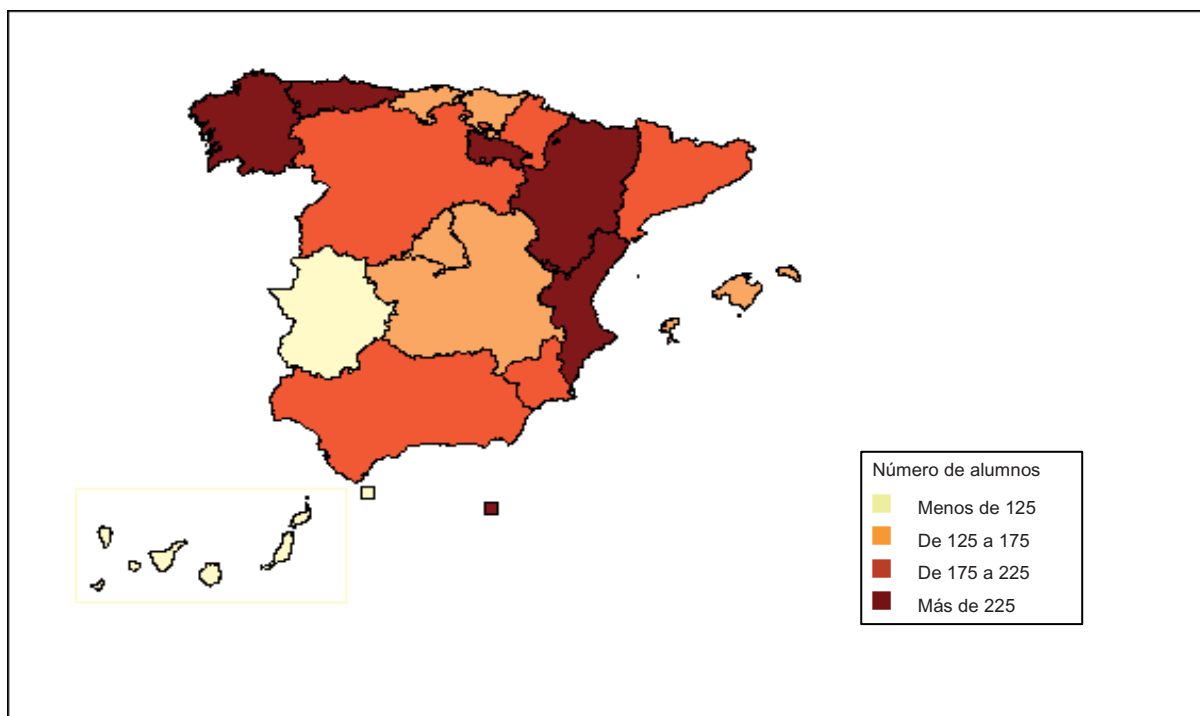 Número de alumnos
Menos de 125
De 125 a 175
De 175 a 225
Más de 225